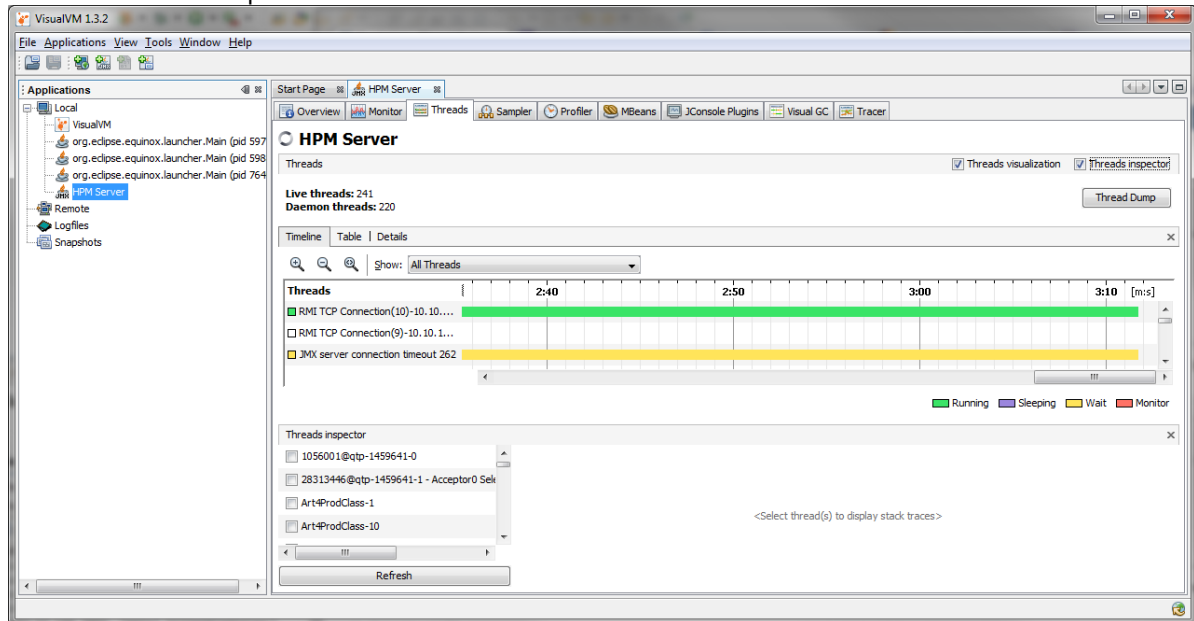 VisualVM 1.3.2
File Applications View Tools Window Help
Applications
Local
VisualVM
org.eclipse.equinox.launcher.Main (pid 597
org.eclipse.equinox.launcher.Main (pid 598
org.eclipse.equinox.launcher.Main (pid 764
JMX HPM Server
Remote
Logfiles
Snapshots
Start Page JMX HPM Server
Overview Monitor Threads Sampler Profiler MBeans JConsole Plugins Visual GC Tracer
HPM Server
Threads Threads visualization Threads inspector
Live threads: 241
Daemon threads: 220
Thread Dump
Timeline Table Details
Show: All Threads
Threads 2:40 2:50 3:00 3:10 [m:s]
RMI TCP Connection(10)-10.10....
RMI TCP Connection(9)-10.10.1...
JMX server connection timeout 262
Running Sleeping Wait Monitor
Threads inspector
1056001@qtp-1459641-0
28313446@qtp-1459641-1 - Acceptor0 Sele
Art4ProdClass-1
Art4ProdClass-10
<Select thread(s) to display stack traces>
Refresh